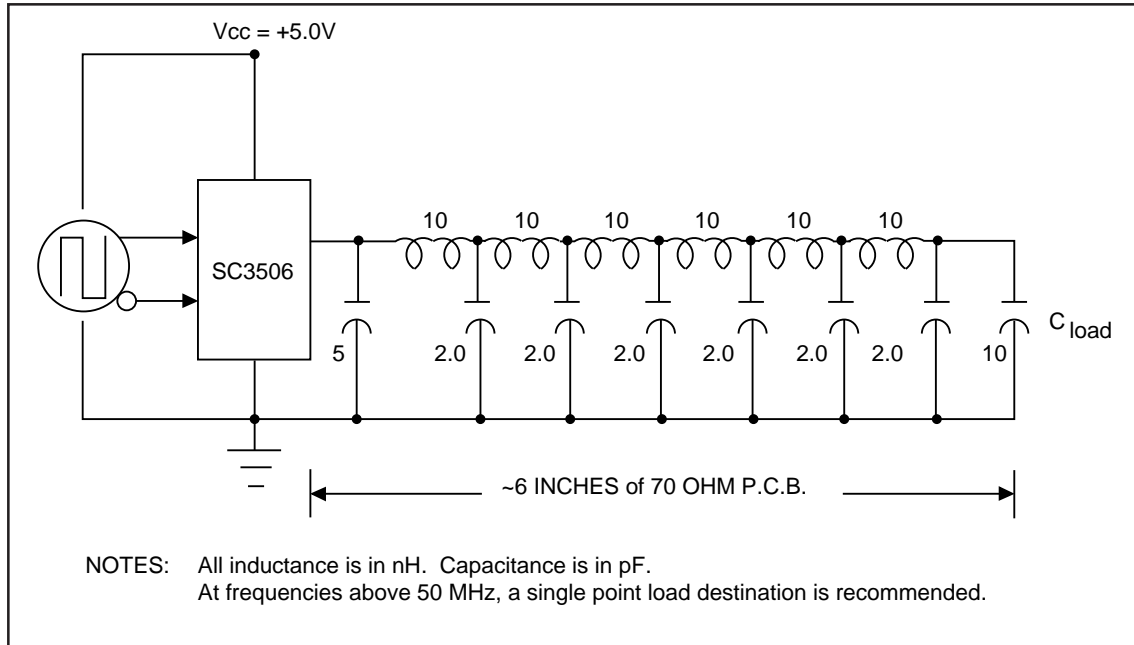 Vcc = +5.0V
10 10 10 10 10 10
SC3506
C load
5 2.0 2.0 2.0 2.0 2.0 2.0 10
~6 INCHES of 70 OHM P.C.B.
NOTES: All inductance is in nH. Capacitance is in pF.
At frequencies above 50 MHz, a single point load destination is recommended.